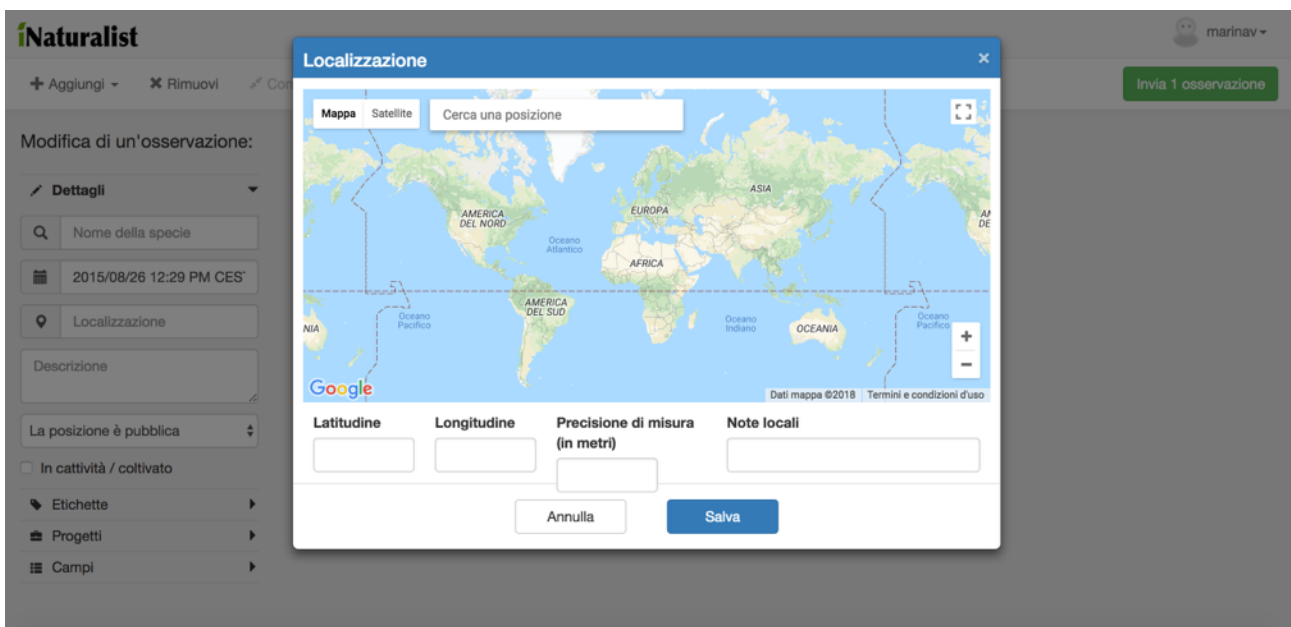 iNaturalist
marinav
Aggiungi
Rimuovi
Invia 1 osservazione
Modifica di un'osservazione:
Dettagli
Nome della specie
2015/08/26 12:29 PM CES
Localizzazione
Descrizione
La posizione è pubblica
In cattività / coltivato
Etichette
Progetti
Campi
Localizzazione
×
Mappa
Satellite
Cerca una posizione
ASIA
AMERICA
DEL NORD
EUROPA
Oceano
Atlantico
AFRICA
AMERICA
DEL SUD
Oceano
Pacifico
Oceano
Indiano
OCEANIA
Oceano
Pacifico
+
−
Google
Dati mappa ©2018
Termini e condizioni d'uso
Latitudine
Longitudine
Precisione di misura
(in metri)
Note locali
Annulla
Salva